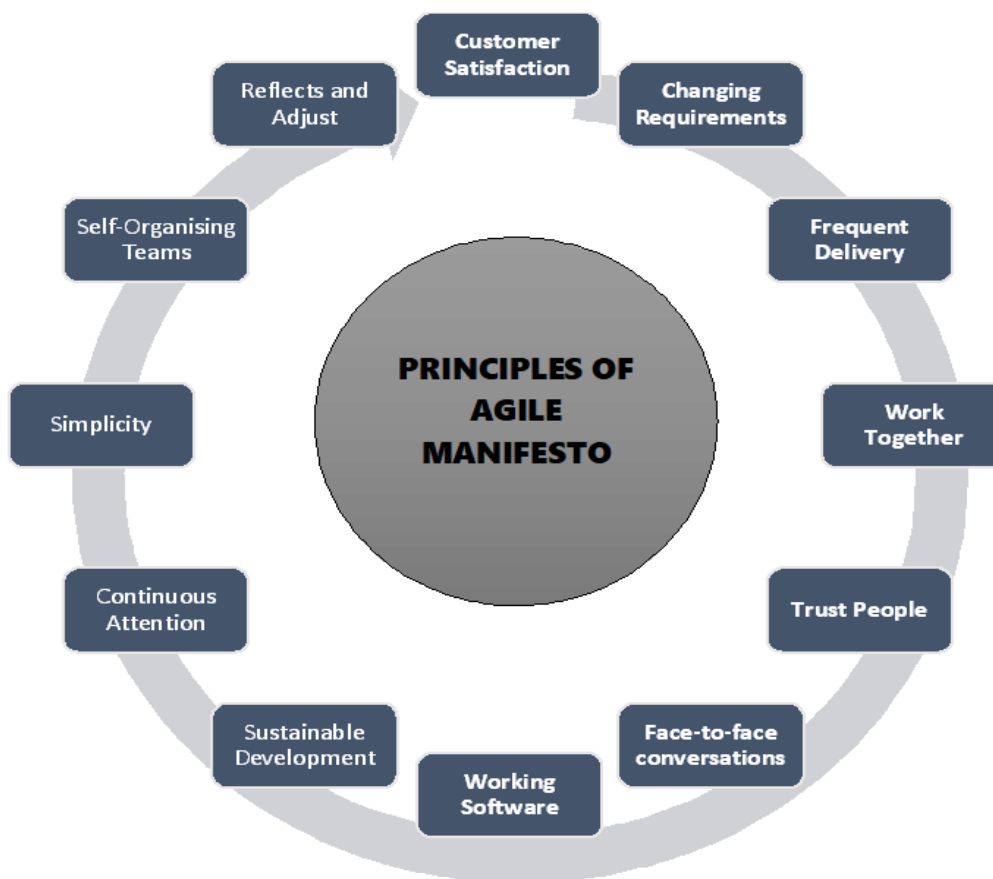 Customer
Satisfaction
Changing
Requirements
Frequent
Delivery
Work
Together
Trust People
Face-to-face
conversations
Working
Software
Sustainable
Development
Continuous
Attention
Simplicity
Self-Organising
Teams
Reflects and
Adjust
PRINCIPLES OF
AGILE
MANIFESTO